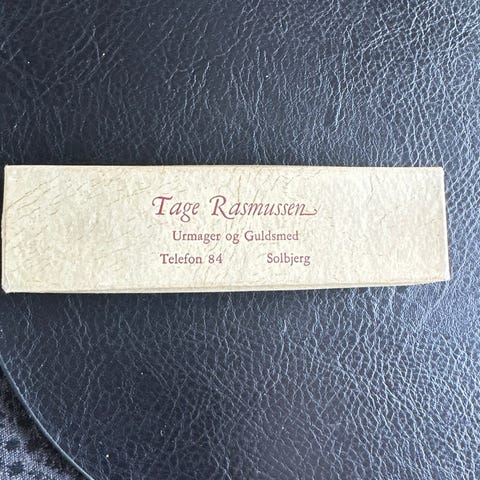 Tage Rasmussen
Urmager og Guldsmed
Telefon 84 Solbjerg